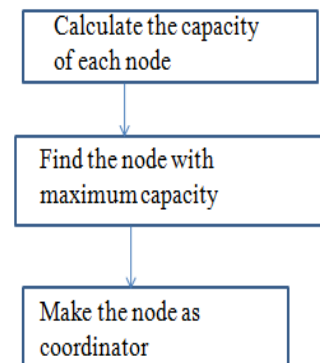 Calculate the capacity
of each node
Find the node with
maximum capacity
Make the node as
coordinator